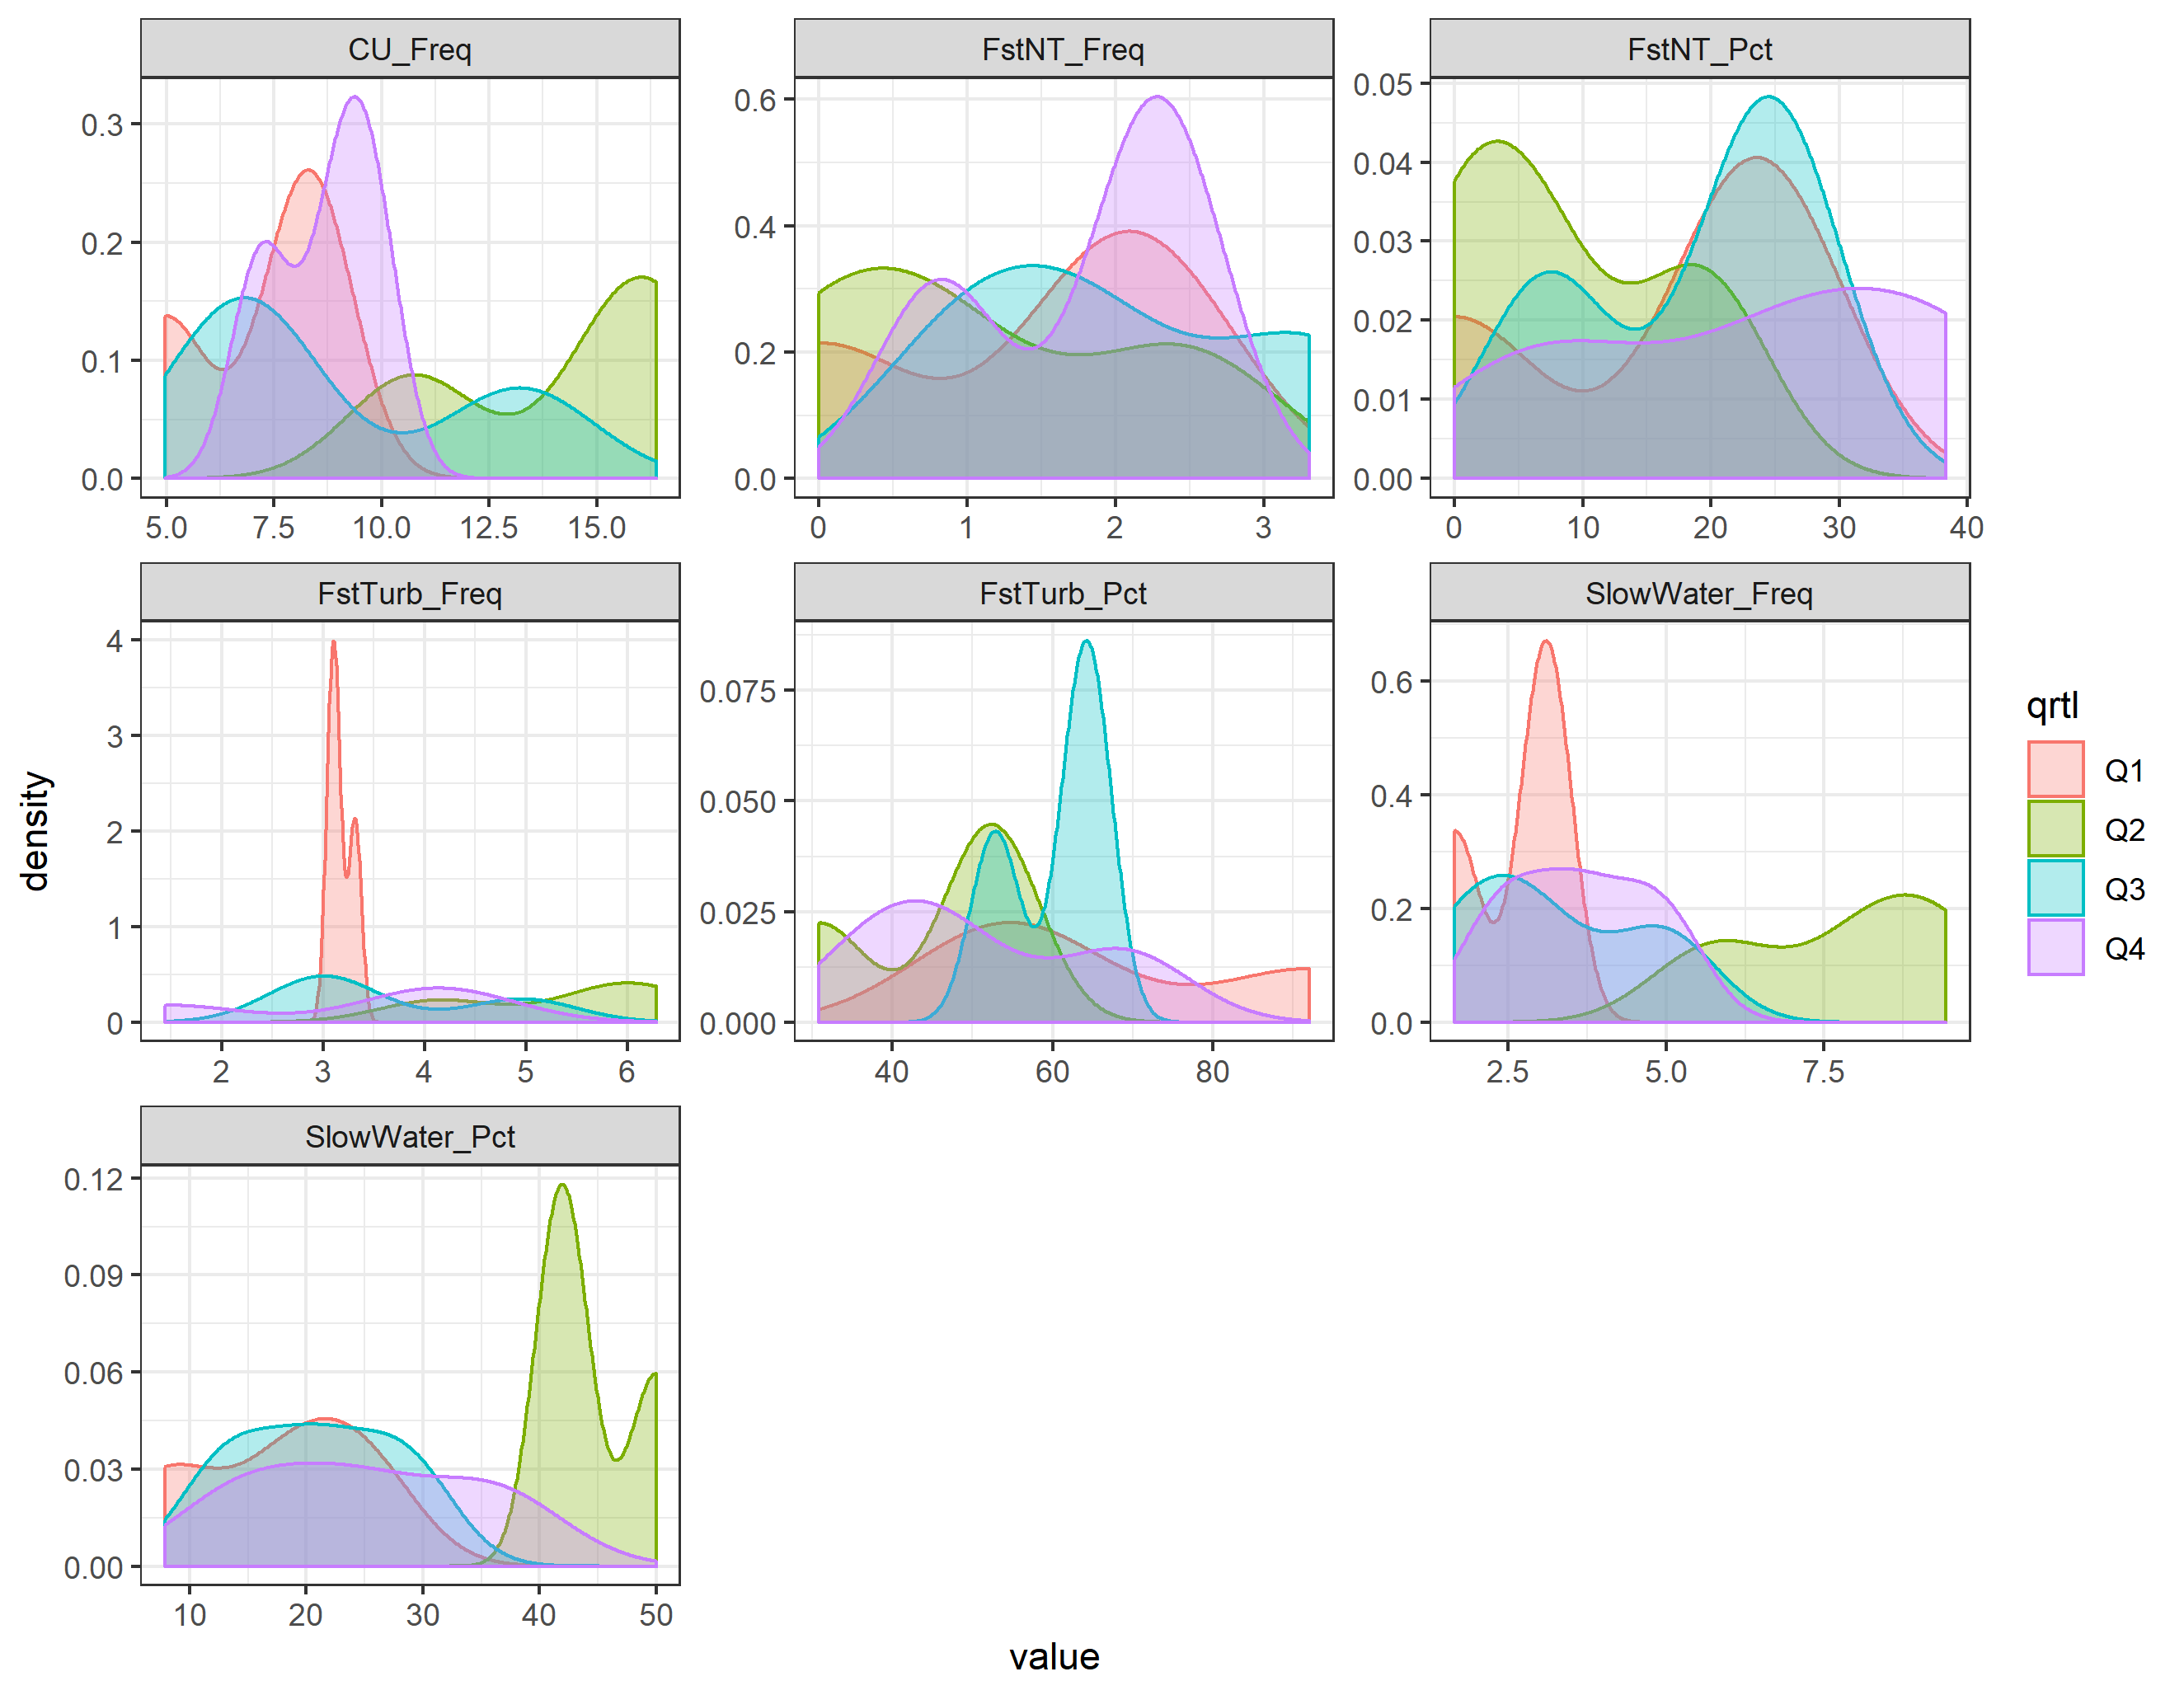 CU_Freq
FstNT_Freq
FstNT_Pct
0.3
0.2
0.1
0.0
5.0 7.5 10.0 12.5 15.0
0.6
0.4
0.2
0.0
0 1 2 3
0.05
0.04
0.03
0.02
0.01
0.00
0 10 20 30 40
FstTurb_Freq
FstTurb_Pct
SlowWater_Freq
4
3
2
1
0
2 3 4 5 6
0.075
0.050
0.025
0.000
40 60 80
0.6
0.4
0.2
0.0
2.5 5.0 7.5
SlowWater_Pct
0.12
0.09
0.06
0.03
0.00
10 20 30 40 50
density
value
qrtl
Q1
Q2
Q3
Q4